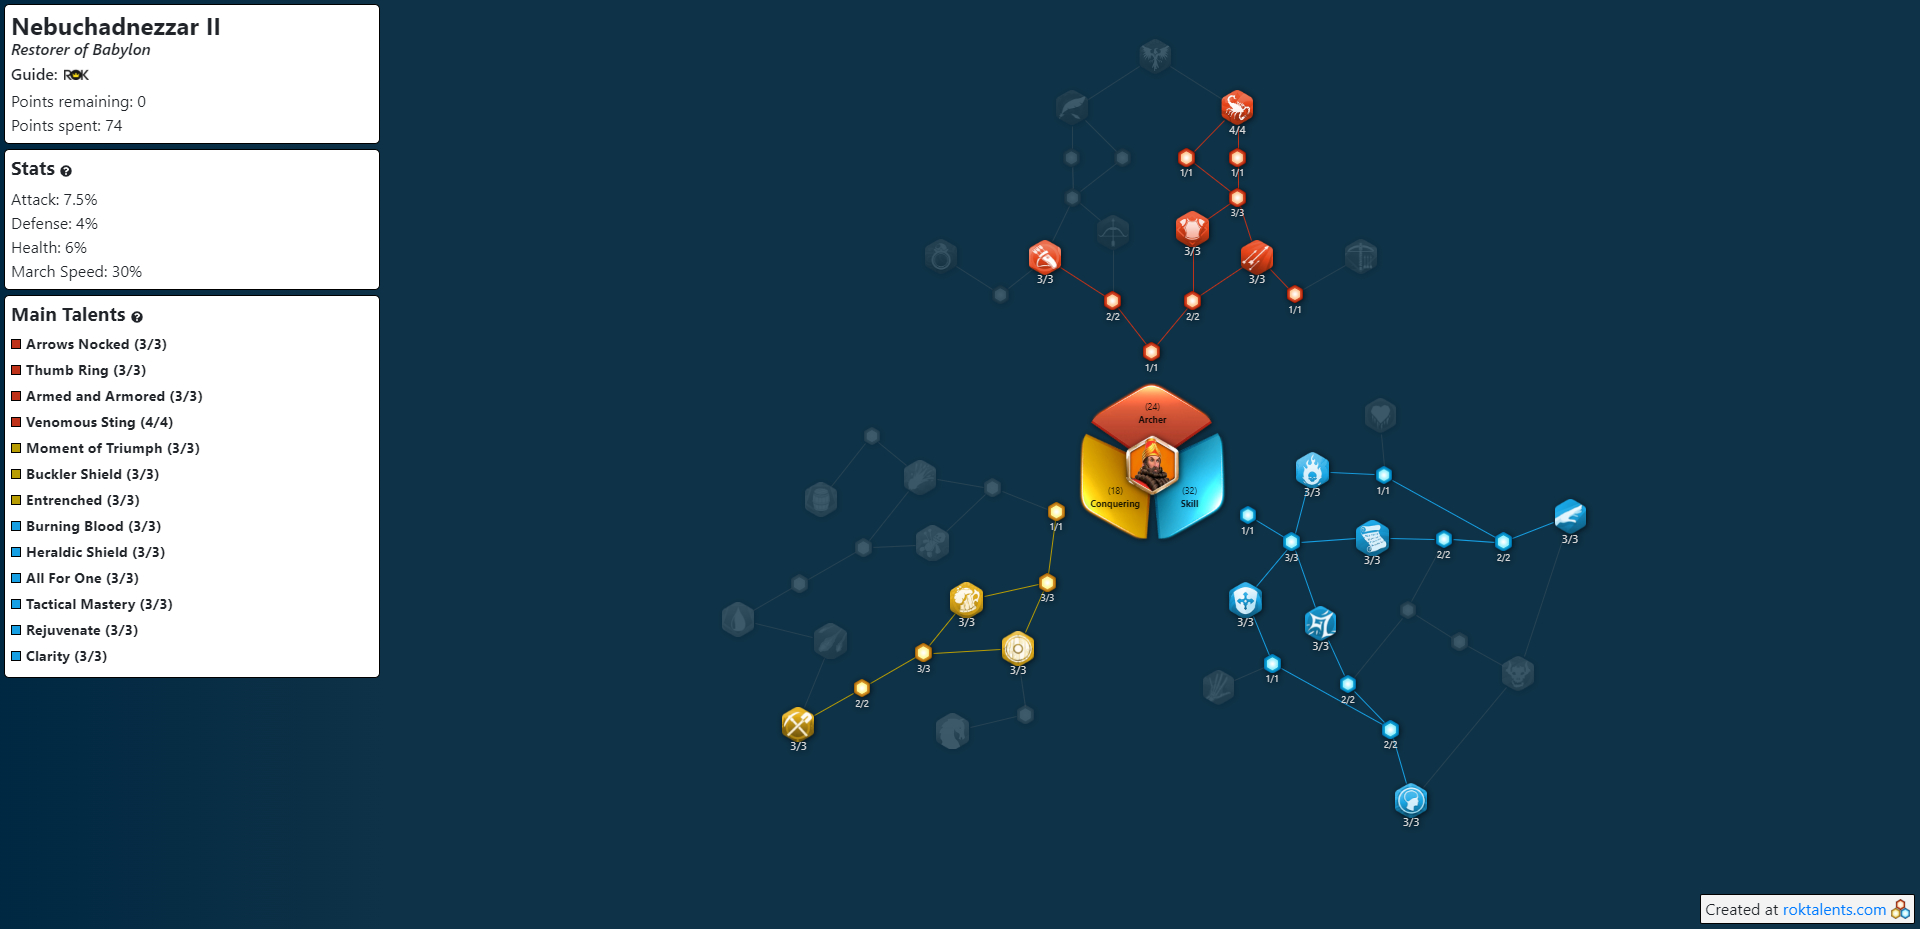 Nebuchadnezzar II
Restorer of Babylon
Guide: ROK
Points remaining: 0
Points spent: 74
Stats
Attack: 7.5%
Defense: 4%
Health: 6%
March Speed: 30%
Main Talents
Arrows Nocked (3/3)
Thumb Ring (3/3)
Armed and Armored (3/3)
Venomous Sting (4/4)
Moment of Triumph (3/3)
Buckler Shield (3/3)
Entrenched (3/3)
Burning Blood (3/3)
Heraldic Shield (3/3)
All For One (3/3)
Tactical Mastery (3/3)
Rejuvenate (3/3)
Clarity (3/3)
4/4
1/1 1/1
3/3
3/3
3/3 3/3
2/2 2/2 1/1
1/1
(24)
Archer
(18)
Conquering
(32)
Skill
1/1
3/3
3/3
3/3
3/3
2/2
3/3
3/3 1/1
1/1
3/3 3/3 2/2 2/2 3/3
3/3
3/3
1/1
2/2
2/2
3/3
Created at roktalents.com